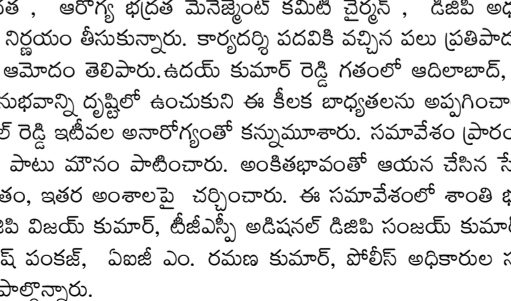 రత , ఆరోగ్య భద్రత మేనేజ్మెంట్ కమిటీ చైర్మన్ , డిజిపి అధ
నిర్ణయం తీసుకున్నారు. కార్యదర్శి పదవికి వచ్చిన పలు ప్రతిపాద
ఆమోదం తెలిపారు.ఉదయ్ కుమార్ రెడ్డి గతంలో ఆదిలాబాద్,
నుభవాన్ని దృష్టిలో ఉంచుకుని ఈ కీలక బాధ్యతలను అప్పగించా
ల్ రెడ్డి ఇటీవల అనారోగ్యంతో కన్నుమూశారు. సమావేశం ప్రారం
పాటు మౌనం పాటించారు. అంకితభావంతో ఆయన చేసిన సే
తం, ఇతర అంశాలపై చర్చించారు. ఈ సమావేశంలో శాంతి భ
జిపి విజయ్ కుమార్, టీజీఎస్పీ అడిషనల్ డిజిపి సంజయ్ కుమార్
ష్ పంకజ్, ఏఐజీ ఎం. రమణ కుమార్, పోలీస్ అధికారుల స
పాల్గొన్నారు.